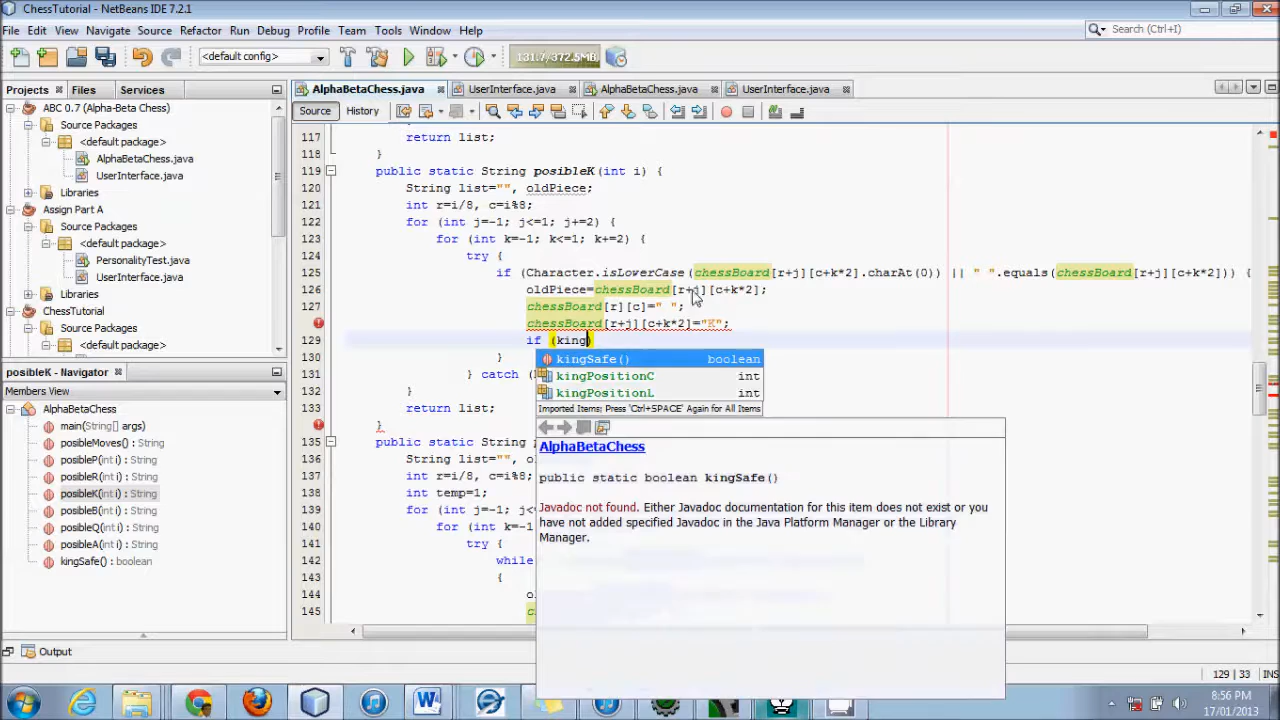 ChessTutorial - NetBeans IDE 7.2.1
File Edit View Navigate Source Refactor Run Debug Profile Team Tools Window Help
Search (Ctrl+I)
<default config>
131.7/372.5MB
Projects Files Services
AlphaBetaChess.java UserInterface.java AlphaBetaChess.java UserInterface.java
ABC 0.7 (Alpha-Beta Chess)
Source Packages
<default package>
AlphaBetaChess.java
UserInterface.java
Libraries
Assign Part A
Source Packages
<default package>
PersonalityTest.java
UserInterface.java
Libraries
ChessTutorial
Source Packages
<default package>
posibleK - Navigator
Members View
AlphaBetaChess
main(String[] args)
posibleMoves() : String
posibleP(int i) : String
posibleR(int i) : String
posibleK(int i) : String
posibleB(int i) : String
posibleQ(int i) : String
posibleA(int i) : String
kingSafe() : boolean
Source History
117 return list;
118 }
119 public static String posibleK(int i) {
120 String list="", oldPiece;
121 int r=i/8, c=i%8;
122 for (int j=-1; j<=1; j+=2) {
123 for (int k=-1; k<=1; k+=2) {
124 try {
125 if (Character.isLowerCase(chessBoard[r+j][c+k*2].charAt(0)) || " ".equals(chessBoard[r+j][c+k*2])) {
126 oldPiece=chessBoard[r+j][c+k*2];
127 chessBoard[r][c]=" ";
128 chessBoard[r+j][c+k*2]="K";
129 if (king)
130 }
131 } catch (
132 }
133 return list;
}
135 public static String
136 String list="",
137 int r=i/8, c=i%8;
138 int temp=1;
139 for (int j=-1; j<
140 for (int k=-1
141 try {
142 while
143 {
144
145
kingSafe() boolean
kingPositionC int
kingPositionL int
Imported Items; Press 'Ctrl+SPACE' Again for All Items
AlphaBetaChess
public static boolean kingSafe()
Javadoc not found. Either Javadoc documentation for this item does not exist or you
have not added specified Javadoc in the Java Platform Manager or the Library
Manager.
Output
129 | 33 INS
8:56 PM
17/01/2013